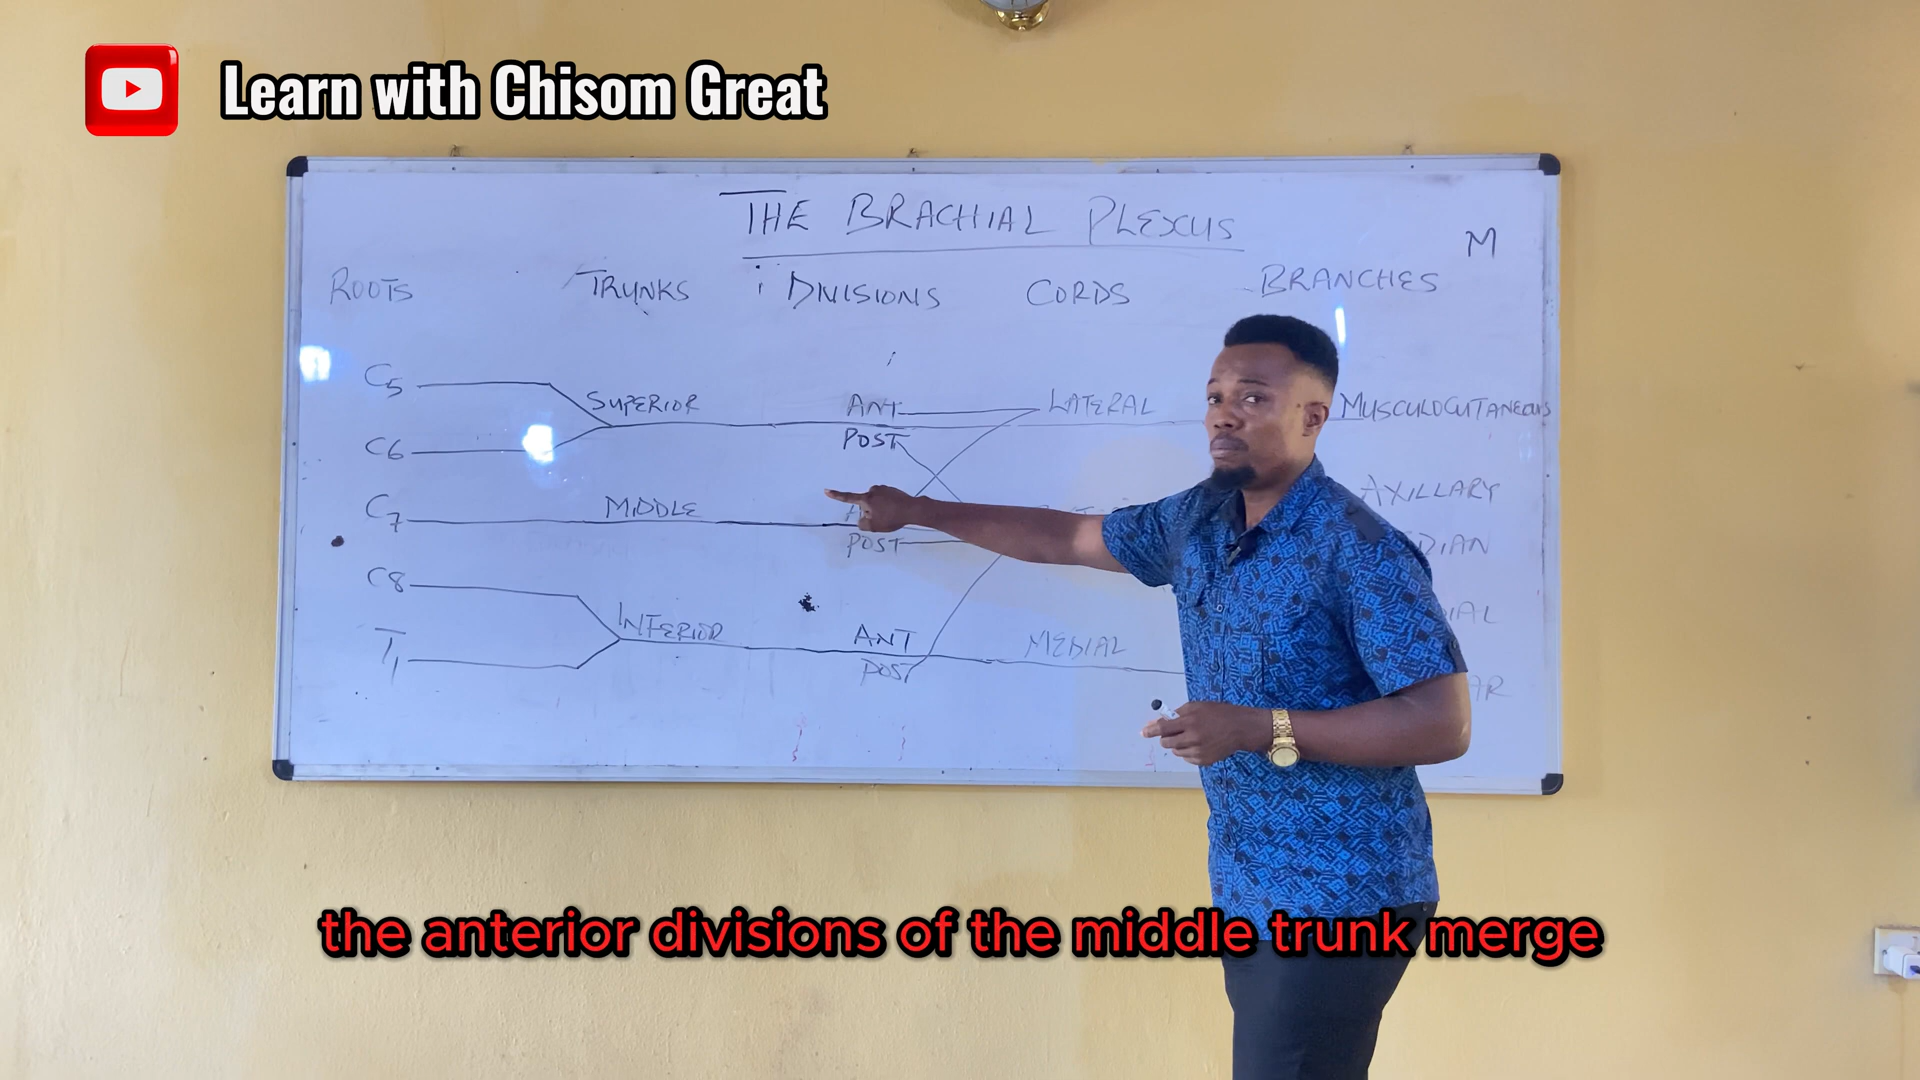 Learn with Chisom Great
THE BRACHIAL PLEXUS
M
ROOTS TRUNKS DIVISIONS CORDS BRANCHES
C5 SUPERIOR ANT LATERAL MUSCULOCUTANEOUS
POST
C6
AXILLARY
C7 MIDDLE
POST
C8
INFERIOR ANT MEDIAL
T1 POST
the anterior divisions of the middle trunk merge